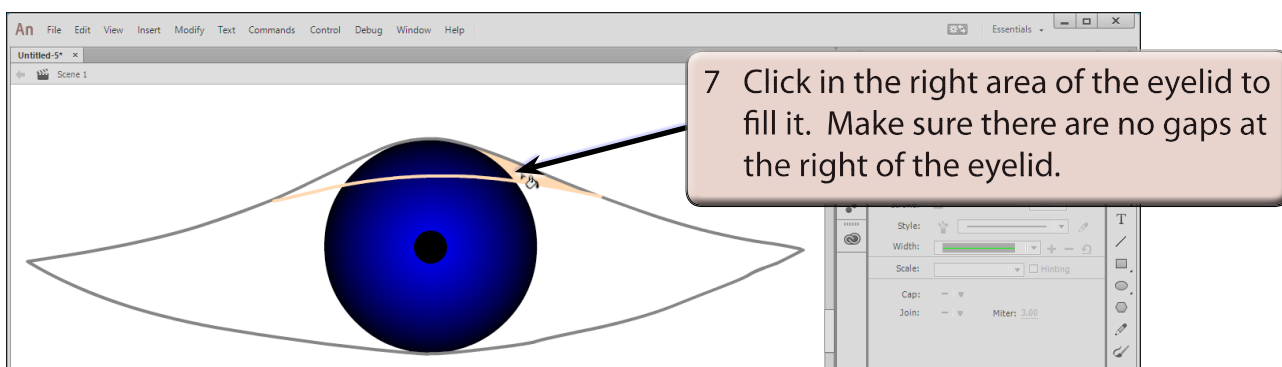 An File Edit View Insert Modify Text Commands Control Debug Window Help Essentials
Untitled-5* ×
Scene 1
7 Click in the right area of the eyelid to
fill it. Make sure there are no gaps at
the right of the eyelid.
Style:
Width:
Scale: Hinting
Cap:
Join: Miter: 3.00
T